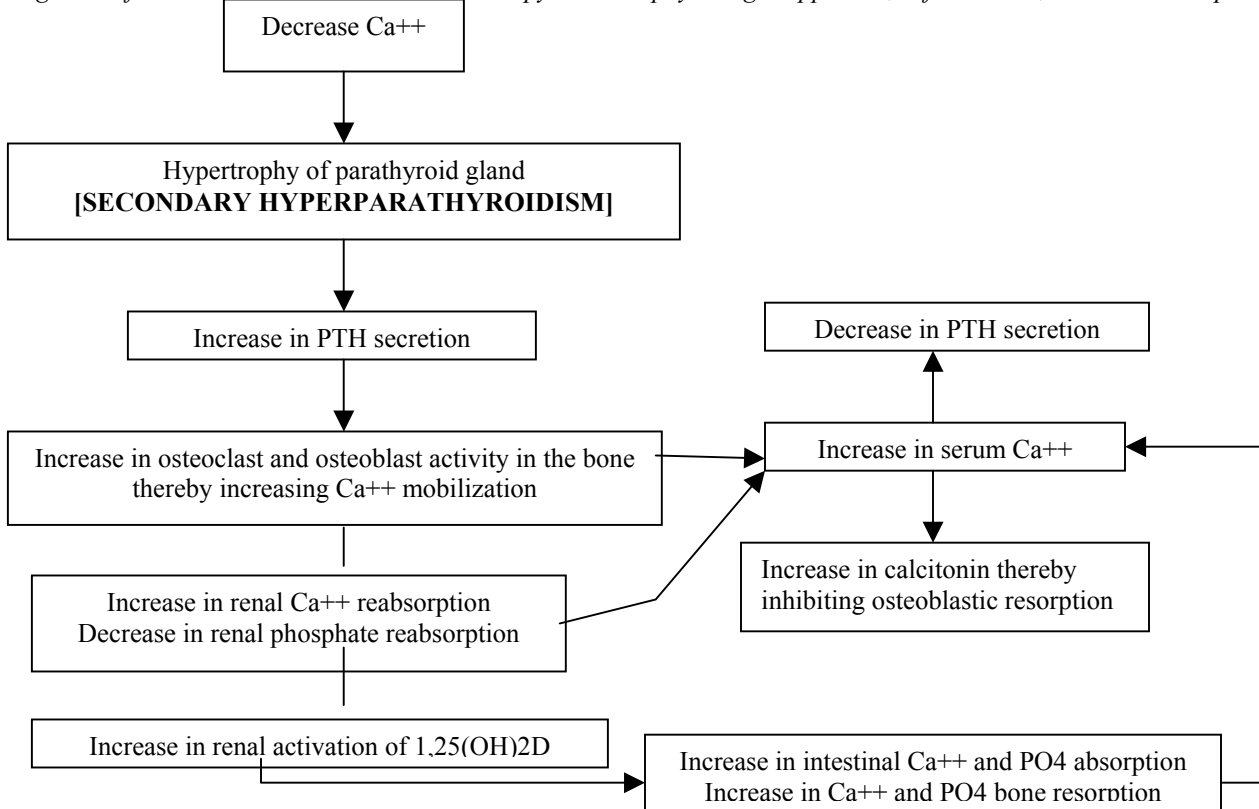 Decrease Ca++
Hypertrophy of parathyroid gland
[SECONDARY HYPERPARATHYROIDISM]
Increase in PTH secretion
Decrease in PTH secretion
Increase in osteoclast and osteoblast activity in the bone
thereby increasing Ca++ mobilization
Increase in serum Ca++
Increase in calcitonin thereby
inhibiting osteoblastic resorption
Increase in renal Ca++ reabsorption
Decrease in renal phosphate reabsorption
Increase in renal activation of 1,25(OH)2D
Increase in intestinal Ca++ and PO4 absorption
Increase in Ca++ and PO4 bone resorption